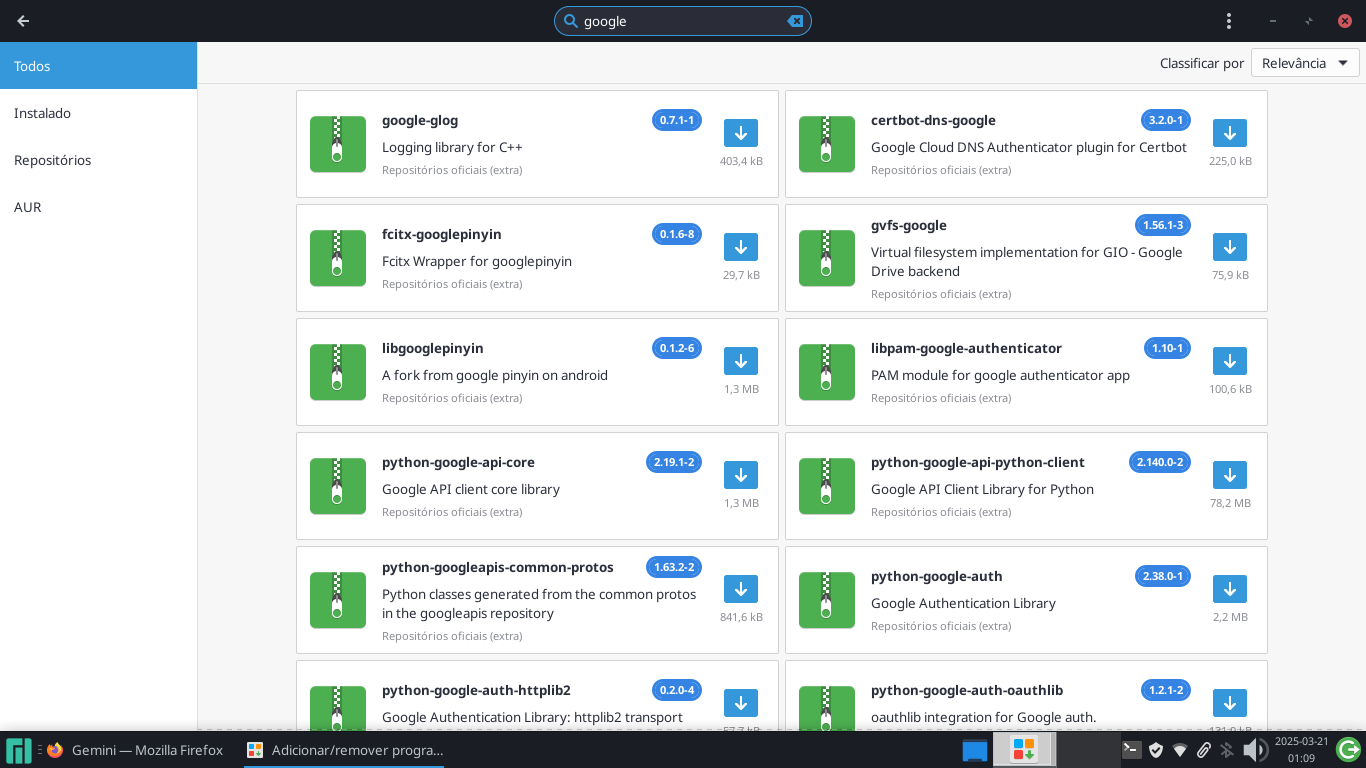 google
Todos
Instalado
Repositórios
AUR
Classificar por
Relevância
google-glog
0.7.1-1
Logging library for C++
Repositórios oficiais (extra)
403,4 kB
certbot-dns-google
3.2.0-1
Google Cloud DNS Authenticator plugin for Certbot
Repositórios oficiais (extra)
225,0 kB
fcitx-googlepinyin
0.1.6-8
Fcitx Wrapper for googlepinyin
Repositórios oficiais (extra)
29,7 kB
gvfs-google
1.56.1-3
Virtual filesystem implementation for GIO - Google
Drive backend
Repositórios oficiais (extra)
75,9 kB
libgooglepinyin
0.1.2-6
A fork from google pinyin on android
Repositórios oficiais (extra)
1,3 MB
libpam-google-authenticator
1.10-1
PAM module for google authenticator app
Repositórios oficiais (extra)
100,6 kB
python-google-api-core
2.19.1-2
Google API client core library
Repositórios oficiais (extra)
1,3 MB
python-google-api-python-client
2.140.0-2
Google API Client Library for Python
Repositórios oficiais (extra)
78,2 MB
python-googleapis-common-protos
1.63.2-2
Python classes generated from the common protos
in the googleapis repository
Repositórios oficiais (extra)
841,6 kB
python-google-auth
2.38.0-1
Google Authentication Library
Repositórios oficiais (extra)
2,2 MB
python-google-auth-httplib2
0.2.0-4
Google Authentication Library: httplib2 transport
python-google-auth-oauthlib
1.2.1-2
oauthlib integration for Google auth.
Gemini — Mozilla Firefox
Adicionar/remover progra...
2025-03-21
01:09